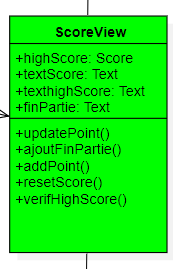 ScoreView
+highScore: Score
+textScore: Text
+texthighScore: Text
+finPartie: Text
+updatePoint()
+ajoutFinPartie()
+addPoint()
+resetScore()
+verifHighScore()